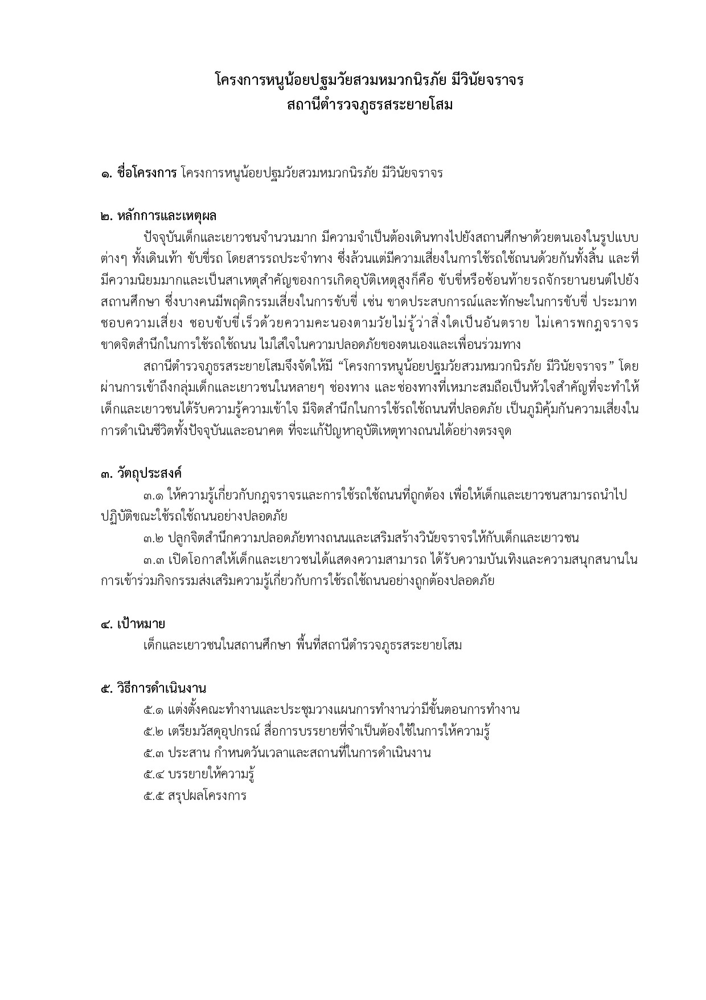 โครงการหนูน้อยปฐมวัยสวมหมวกนิรภัย มีวินัยจราจร
สถานีตำรวจภูธรสระยายโสม
๑. ชื่อโครงการ โครงการหนูน้อยปฐมวัยสวมหมวกนิรภัย มีวินัยจราจร
๒. หลักการและเหตุผล
ปัจจุบันเด็กและเยาวชนจำนวนมาก มีความจำเป็นต้องเดินทางไปยังสถานศึกษาด้วยตนเองในรูปแบบ
ต่างๆ ทั้งเดินเท้า ขับขี่รถ โดยสารรถประจำทาง ซึ่งล้วนแต่มีความเสี่ยงในการใช้รถใช้ถนนด้วยกันทั้งสิ้น และที่
มีความนิยมมากและเป็นสาเหตุสำคัญของการเกิดอุบัติเหตุสูงก็คือ ขับขี่หรือซ้อนท้ายรถจักรยานยนต์ไปยัง
สถานศึกษา ซึ่งบางคนมีพฤติกรรมเสี่ยงในการขับขี่ เช่น ขาดประสบการณ์และทักษะในการขับขี่ ประมาท
ชอบความเสี่ยง ชอบขับขี่เร็วด้วยความคะนองตามวัยไม่รู้ว่าสิ่งใดเป็นอันตราย ไม่เคารพกฎจราจร
ขาดจิตสำนึกในการใช้รถใช้ถนน ไม่ใส่ใจในความปลอดภัยของตนเองและเพื่อนร่วมทาง
สถานีตำรวจภูธรสระยายโสมจึงจัดให้มี “โครงการหนูน้อยปฐมวัยสวมหมวกนิรภัย มีวินัยจราจร” โดย
ผ่านการเข้าถึงกลุ่มเด็กและเยาวชนในหลายๆ ช่องทาง และช่องทางที่เหมาะสมถือเป็นหัวใจสำคัญที่จะทำให้
เด็กและเยาวชนได้รับความรู้ความเข้าใจ มีจิตสำนึกในการใช้รถใช้ถนนที่ปลอดภัย เป็นภูมิคุ้มกันความเสี่ยงใน
การดำเนินชีวิตทั้งปัจจุบันและอนาคต ที่จะแก้ปัญหาอุบัติเหตุทางถนนได้อย่างตรงจุด
๓. วัตถุประสงค์
๓.๑ ให้ความรู้เกี่ยวกับกฎจราจรและการใช้รถใช้ถนนที่ถูกต้อง เพื่อให้เด็กและเยาวชนสามารถนำไป
ปฏิบัติขณะใช้รถใช้ถนนอย่างปลอดภัย
๓.๒ ปลูกจิตสำนึกความปลอดภัยทางถนนและเสริมสร้างวินัยจราจรให้กับเด็กและเยาวชน
๓.๓ เปิดโอกาสให้เด็กและเยาวชนได้แสดงความสามารถ ได้รับความบันเทิงและความสนุกสนานใน
การเข้าร่วมกิจกรรมส่งเสริมความรู้เกี่ยวกับการใช้รถใช้ถนนอย่างถูกต้องปลอดภัย
๔. เป้าหมาย
เด็กและเยาวชนในสถานศึกษา พื้นที่สถานีตำรวจภูธรสระยายโสม
๕. วิธีการดำเนินงาน
๕.๑ แต่งตั้งคณะทำงานและประชุมวางแผนการทำงานว่ามีขั้นตอนการทำงาน
๕.๒ เตรียมวัสดุอุปกรณ์ สื่อการบรรยายที่จำเป็นต้องใช้ในการให้ความรู้
๕.๓ ประสาน กำหนดวันเวลาและสถานที่ในการดำเนินงาน
๕.๔ บรรยายให้ความรู้
๕.๕ สรุปผลโครงการ